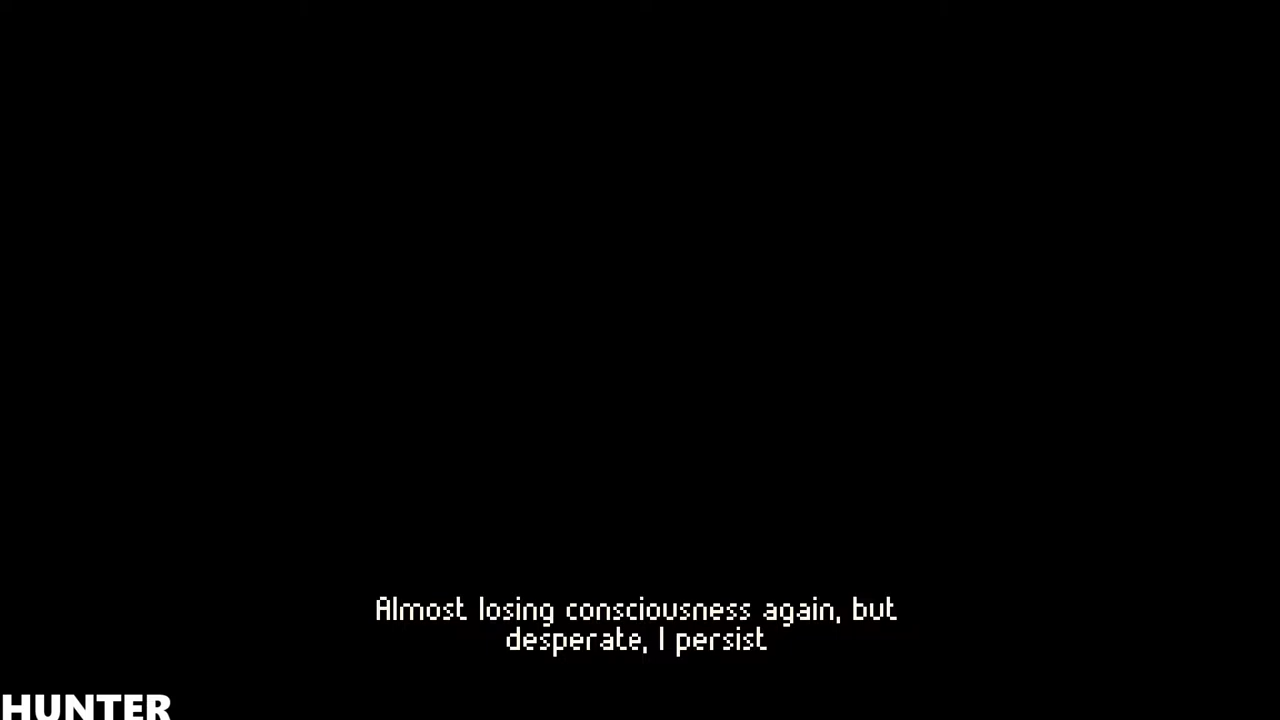 Almost losing consciousness again, but
desperate, I persist
HUNTER